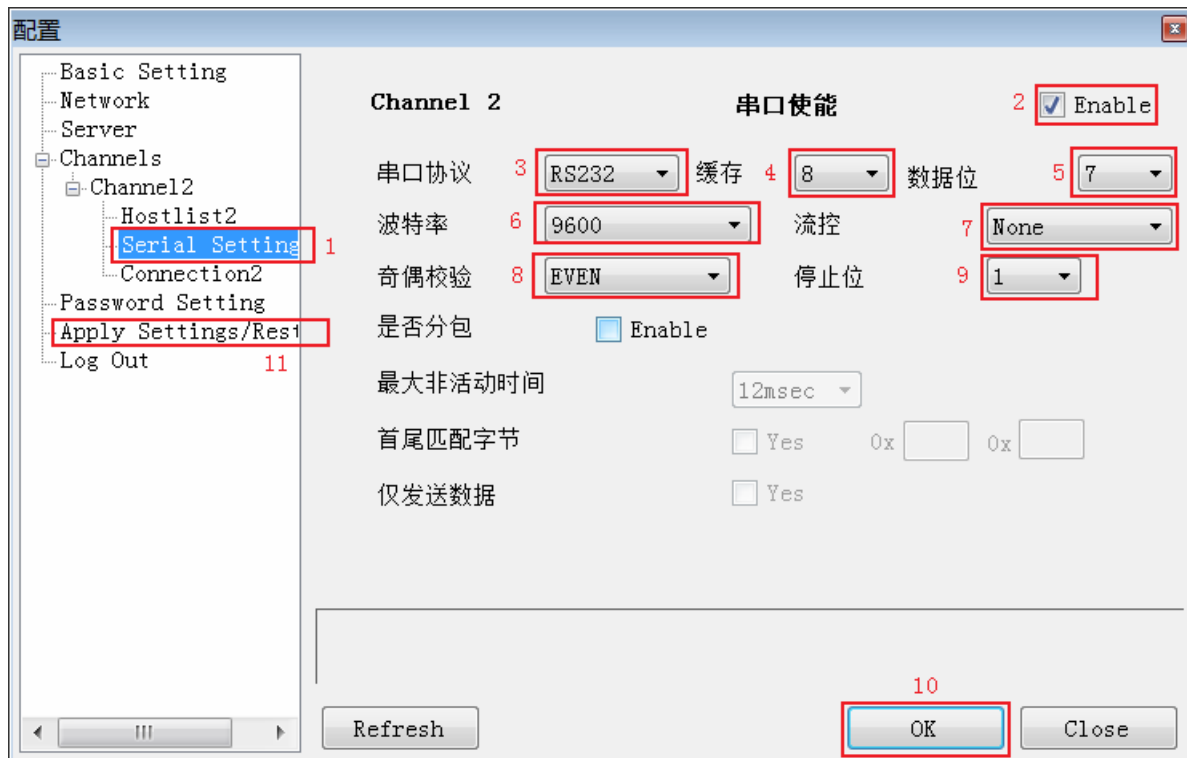 配置
Basic Setting
Network
Server
Channels
Channel2
Hostlist2
Serial Setting
1
Connection2
Password Setting
Apply Settings/Rest
Log Out
11
Channel 2 串口使能 2 Enable
串口协议 3 RS232 缓存 4 8 数据位 5 7
波特率 6 9600 流控 7 None
奇偶校验 8 EVEN 停止位 9 1
是否分包 Enable
最大非活动时间 12msec
首尾匹配字节 Yes 0x 0x
仅发送数据 Yes
10
Refresh OK Close